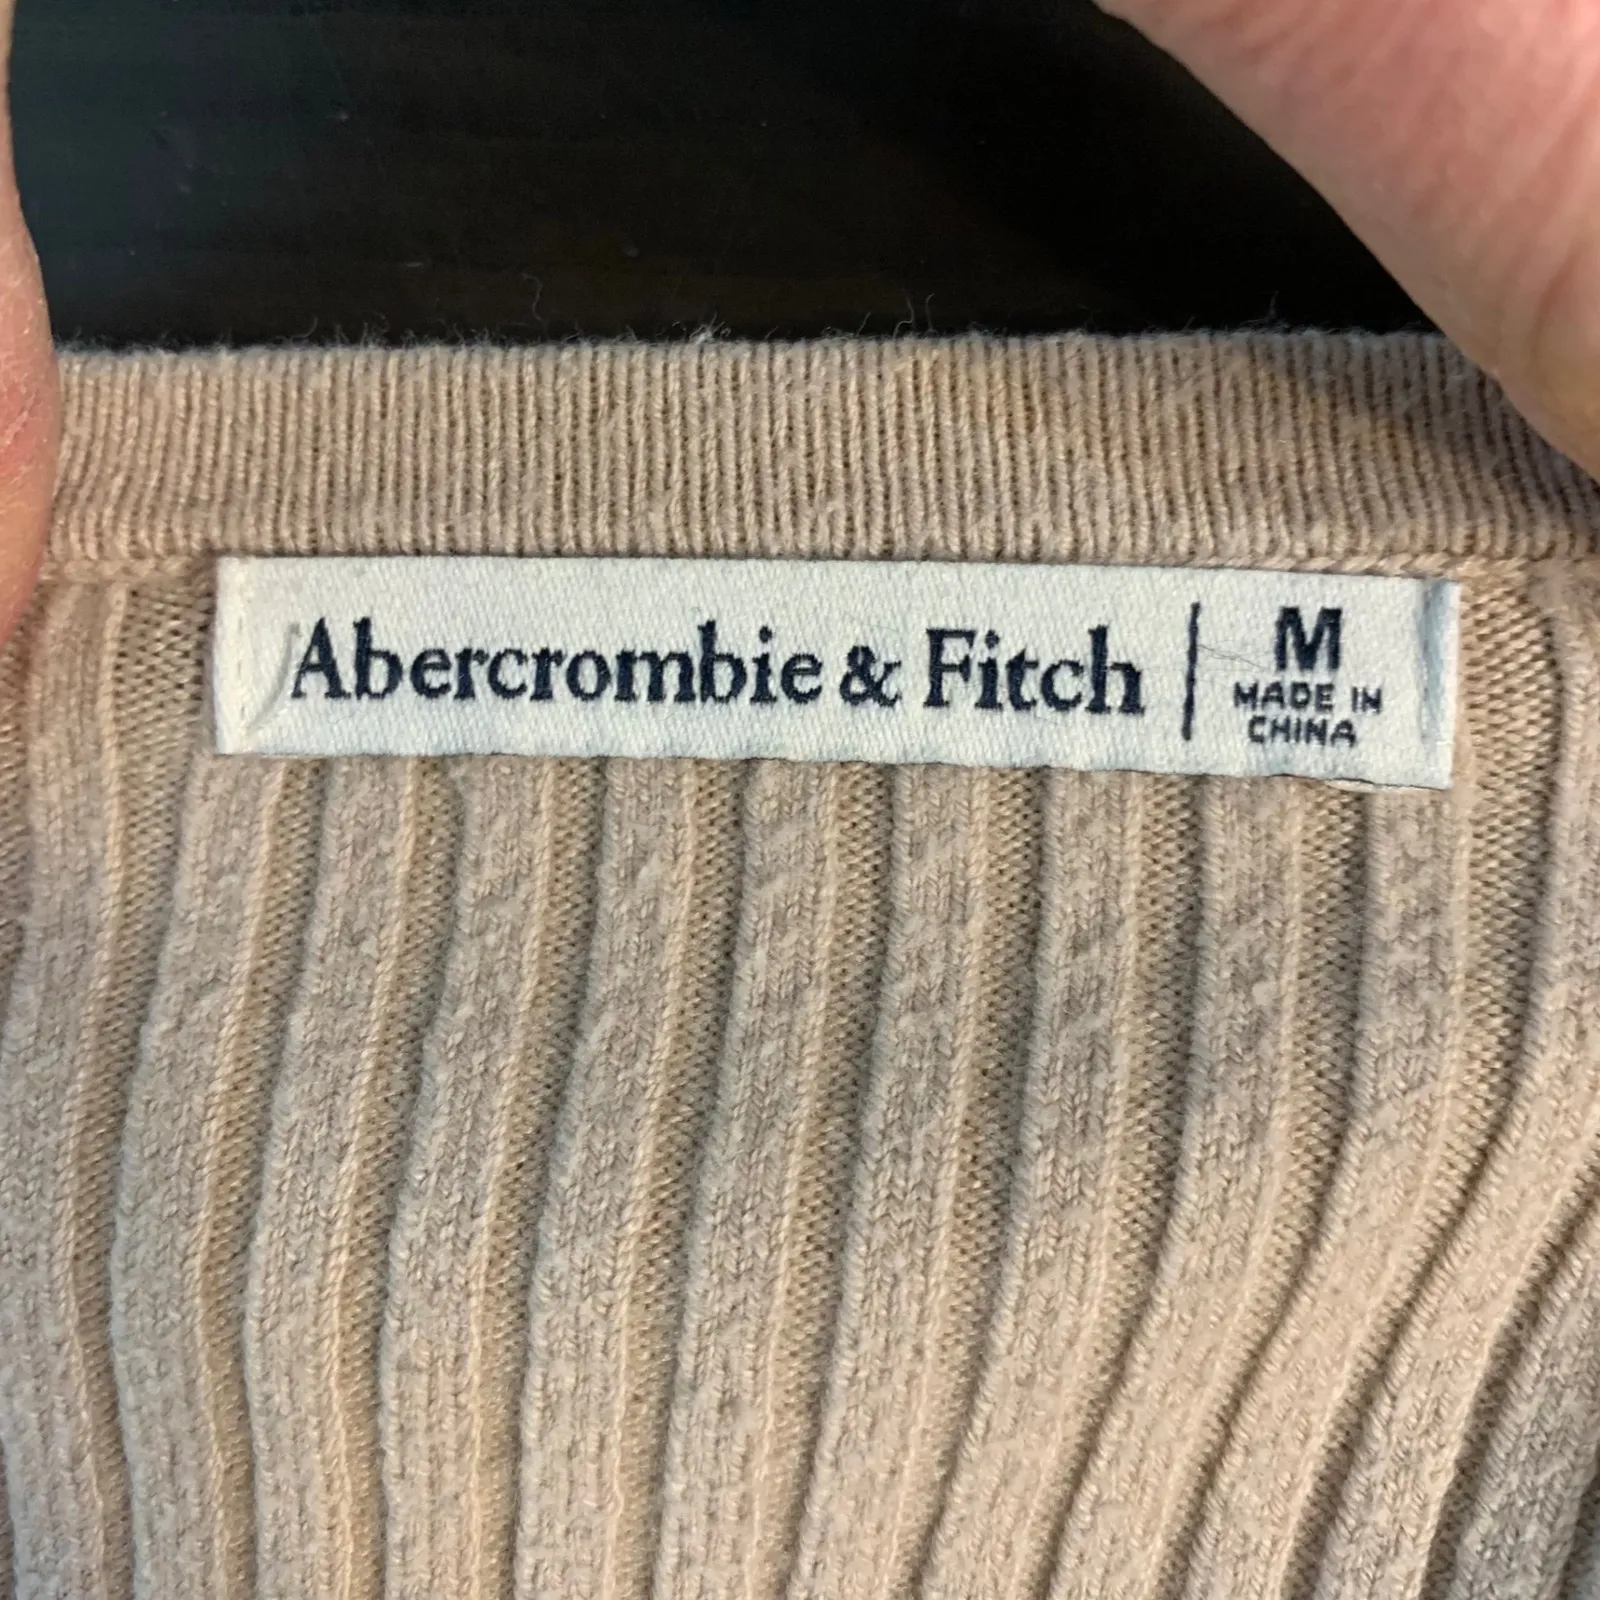 Abercrombie & Fitch | M
MADE IN
CHINA